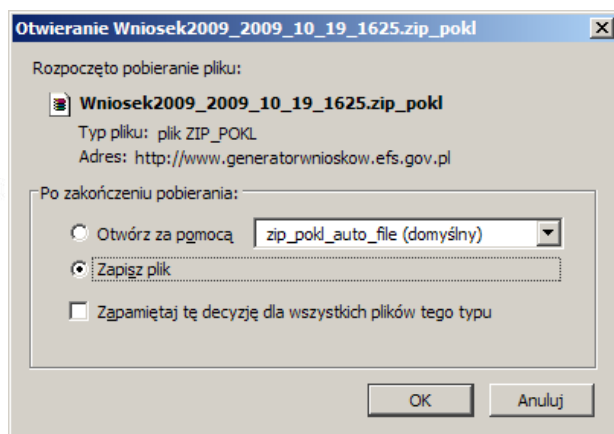 Otwieranie Wniosek2009_2009_10_19_1625.zip_pokl
Rozpoczęto pobieranie pliku:
Wniosek2009_2009_10_19_1625.zip_pokl
Typ pliku: plik ZIP_POKL
Adres: http://www.generatorwnioskow.efs.gov.pl
Po zakończeniu pobierania:
Otwórz za pomocą zip_pokl_auto_file (domyślny)
Zapisz plik
Zapamiętaj tę decyzję dla wszystkich plików tego typu
OK Anuluj